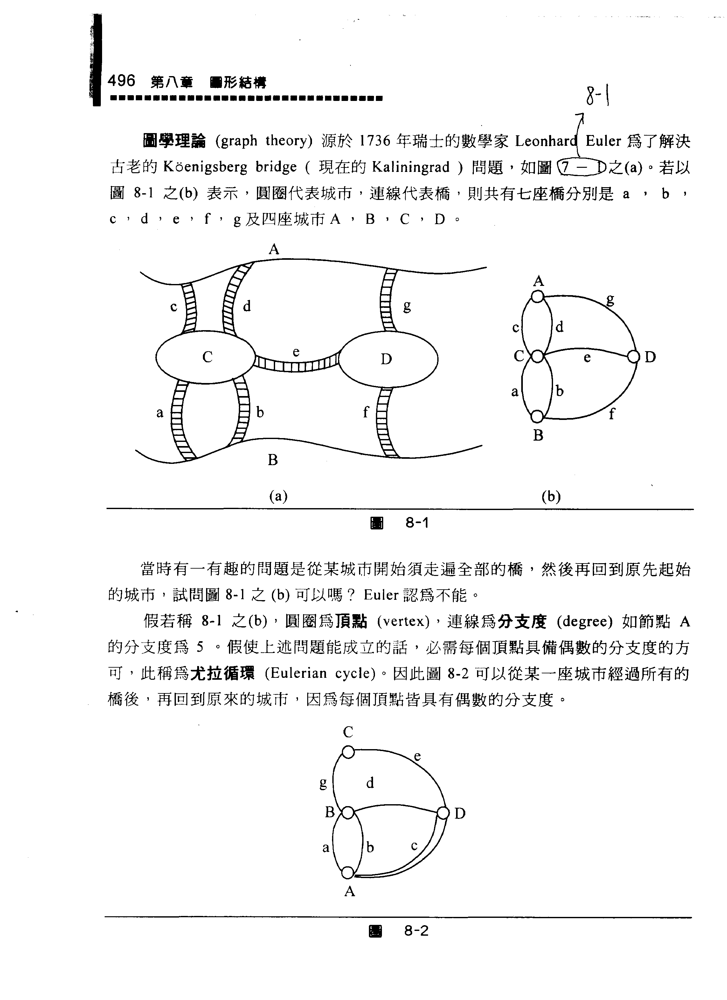 496 第八章 圖形結構
8-1
圖學理論 (graph theory) 源於 1736 年瑞士的數學家 Leonhard Euler 爲了解決
古老的 Köenigsberg bridge ( 現在的 Kaliningrad ) 問題，如圖 7 - 1 之(a)。若以
圖 8-1 之(b) 表示，圓圈代表城市，連線代表橋，則共有七座橋分別是 a ， b ，
c ， d ， e ， f ， g 及四座城市 A ， B ， C ， D 。
A
c
d
g
C
e
D
a
b
f
B
(a)
A
g
c
d
C
e
D
a
b
f
B
(b)
圖 8-1
當時有一有趣的問題是從某城市開始須走遍全部的橋，然後再回到原先起始
的城市，試問圖 8-1 之 (b) 可以嗎？ Euler 認爲不能。
假若稱 8-1 之(b)，圓圈爲頂點 (vertex)，連線爲分支度 (degree) 如節點 A
的分支度爲 5 。假使上述問題能成立的話，必需每個頂點具備偶數的分支度的方
可，此稱爲尤拉循環 (Eulerian cycle)。因此圖 8-2 可以從某一座城市經過所有的
橋後，再回到原來的城市，因爲每個頂點皆具有偶數的分支度。
C
e
g
d
B
D
a
b
c
A
圖 8-2